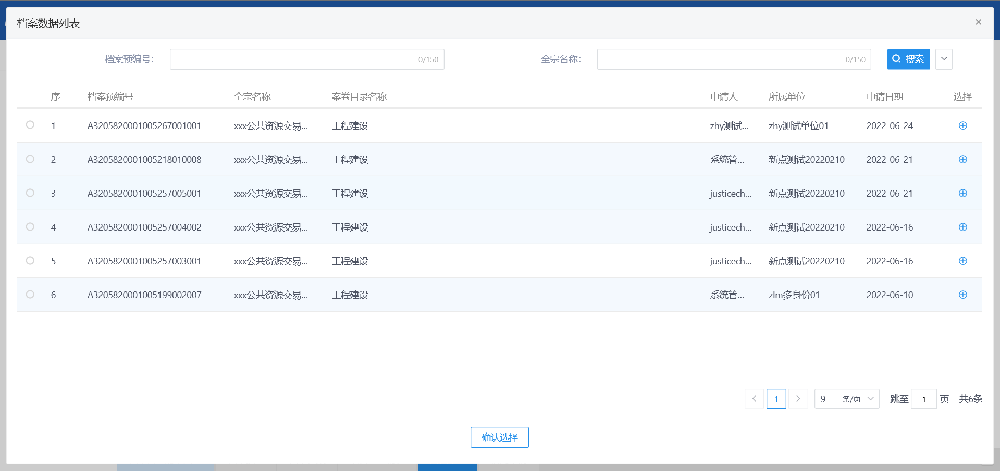 档案数据列表
档案预编号： 0/150 全宗名称： 0/150 搜索
序 档案预编号 全宗名称 案卷目录名称 申请人 所属单位 申请日期 选择
1 A3205820001005267001001 xxx公共资源交易... 工程建设 zhy测试... zhy测试单位01 2022-06-24
2 A3205820001005218010008 xxx公共资源交易... 工程建设 系统管... 新点测试20220210 2022-06-21
3 A3205820001005257005001 xxx公共资源交易... 工程建设 justicech... 新点测试20220210 2022-06-21
4 A3205820001005257004002 xxx公共资源交易... 工程建设 justicech... 新点测试20220210 2022-06-16
5 A3205820001005257003001 xxx公共资源交易... 工程建设 justicech... 新点测试20220210 2022-06-16
6 A3205820001005199002007 xxx公共资源交易... 工程建设 系统管... zlm多身份01 2022-06-10
1 9 条/页 跳至 1 页 共6条
确认选择